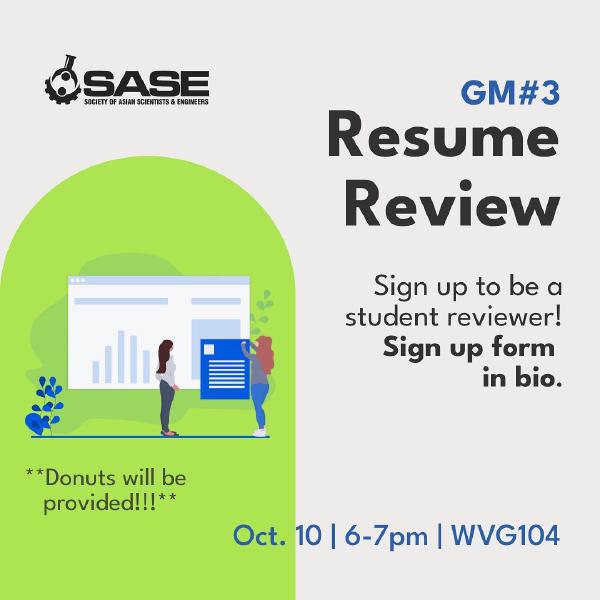 SASE
SOCIETY OF ASIAN SCIENTISTS & ENGINEERS
GM#3
Resume
Review
Sign up to be a
student reviewer!
Sign up form
in bio.
**Donuts will be
provided!!!**
Oct. 10 | 6-7pm | WVG104